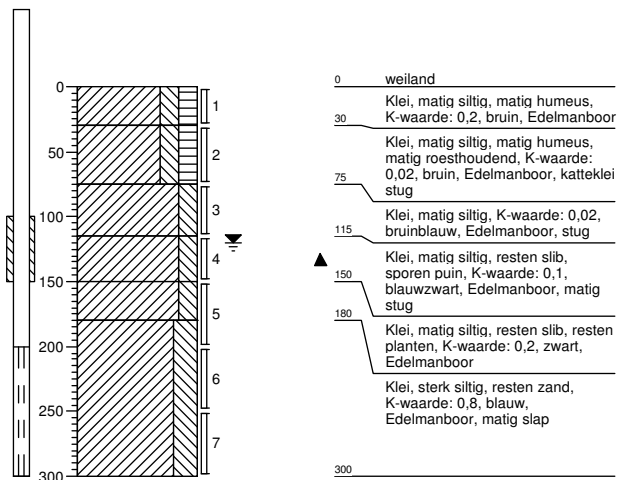 0
50
100
150
200
250
300
1
2
3
4
5
6
7
0 weiland
Klei, matig siltig, matig humeus,
K-waarde: 0,2, bruin, Edelmanboor
30
Klei, matig siltig, matig humeus,
matig roesthoudend, K-waarde:
0,02, bruin, Edelmanboor, katteklei
stug
75
Klei, matig siltig, K-waarde: 0,02,
bruinblauw, Edelmanboor, stug
115
Klei, matig siltig, resten slib,
sporen puin, K-waarde: 0,1,
blauwzwart, Edelmanboor, matig
stug
150
Klei, matig siltig, resten slib, resten
planten, K-waarde: 0,2, zwart,
Edelmanboor
180
Klei, sterk siltig, resten zand,
K-waarde: 0,8, blauw,
Edelmanboor, matig slap
300